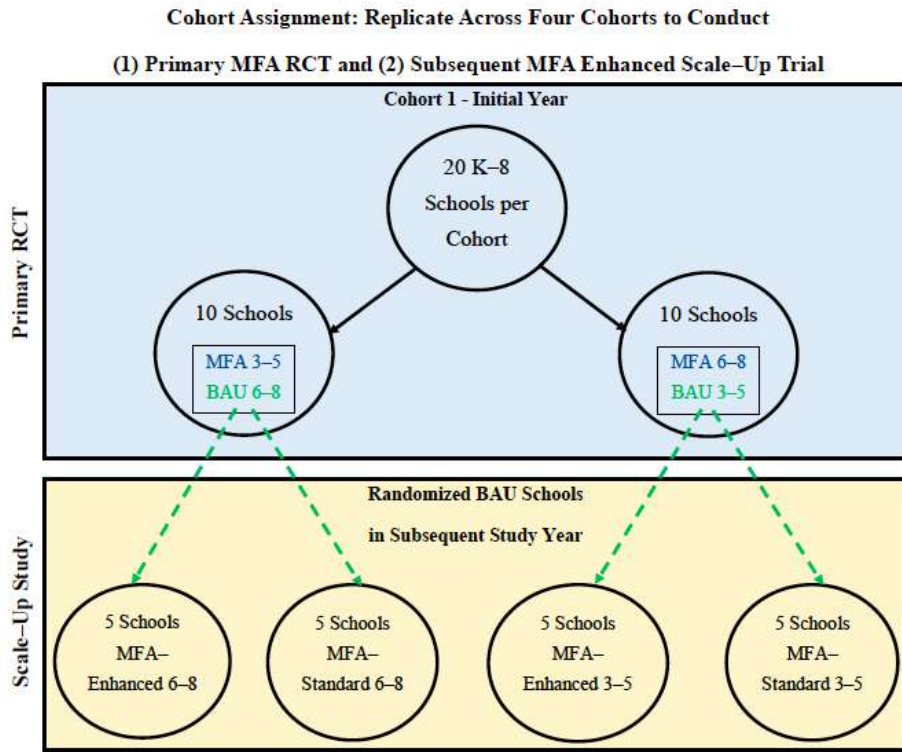 Cohort Assignment: Replicate Across Four Cohorts to Conduct
(1) Primary MFA RCT and (2) Subsequent MFA Enhanced Scale–Up Trial
Primary RCT
Cohort 1 - Initial Year
20 K–8
Schools per
Cohort
10 Schools
MFA 3–5
BAU 6–8
10 Schools
MFA 6–8
BAU 3–5
Scale–Up Study
Randomized BAU Schools
in Subsequent Study Year
5 Schools
MFA–
Enhanced 6–8
5 Schools
MFA–
Standard 6–8
5 Schools
MFA–
Enhanced 3–5
5 Schools
MFA–
Standard 3–5